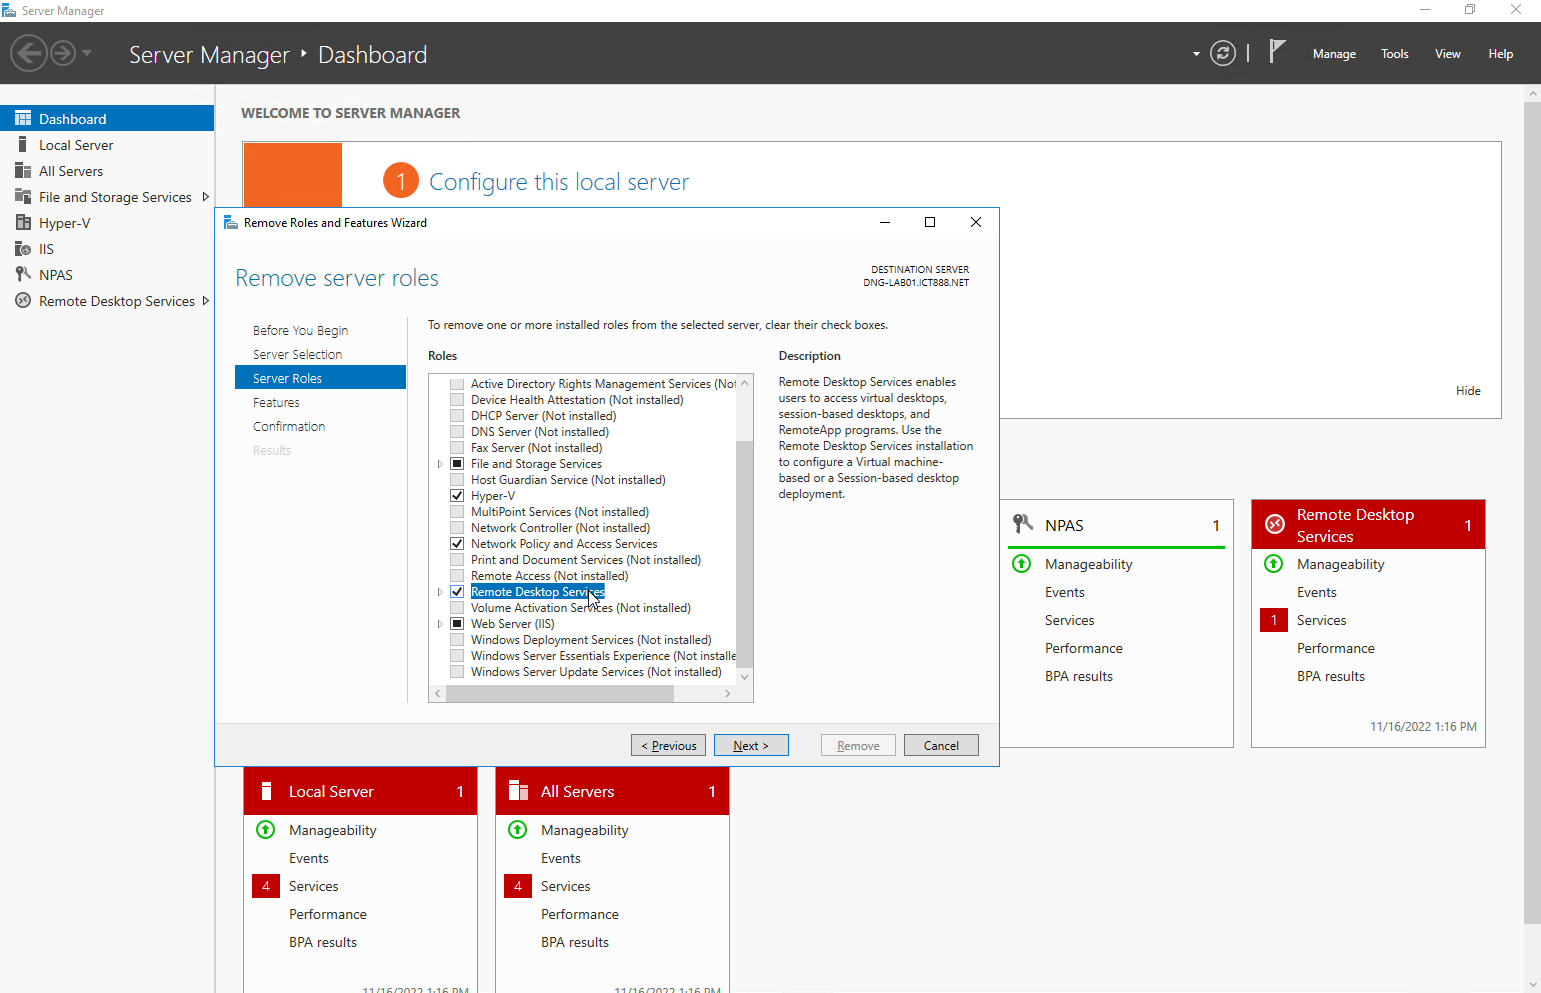 Server Manager
Server Manager ‣ Dashboard
Manage Tools View Help
Dashboard
Local Server
All Servers
File and Storage Services
Hyper-V
IIS
NPAS
Remote Desktop Services
WELCOME TO SERVER MANAGER
1 Configure this local server
Hide
Remove Roles and Features Wizard
Remove server roles
DESTINATION SERVER
DNG-LAB01.ICT888.NET
Before You Begin
Server Selection
Server Roles
Features
Confirmation
Results
To remove one or more installed roles from the selected server, clear their check boxes.
Roles
Active Directory Rights Management Services (Not
Device Health Attestation (Not installed)
DHCP Server (Not installed)
DNS Server (Not installed)
Fax Server (Not installed)
File and Storage Services
Host Guardian Service (Not installed)
Hyper-V
MultiPoint Services (Not installed)
Network Controller (Not installed)
Network Policy and Access Services
Print and Document Services (Not installed)
Remote Access (Not installed)
Remote Desktop Services
Volume Activation Services (Not installed)
Web Server (IIS)
Windows Deployment Services (Not installed)
Windows Server Essentials Experience (Not installe
Windows Server Update Services (Not installed)
Description
Remote Desktop Services enables
users to access virtual desktops,
session-based desktops, and
RemoteApp programs. Use the
Remote Desktop Services installation
to configure a Virtual machine-
based or a Session-based desktop
deployment.
< Previous Next > Remove Cancel
NPAS 1
Manageability
Events
Services
Performance
BPA results
Remote Desktop
Services 1
Manageability
Events
1 Services
Performance
BPA results
11/16/2022 1:16 PM
Local Server 1
Manageability
Events
4 Services
Performance
BPA results
11/16/2022 1:16 PM
All Servers 1
Manageability
Events
4 Services
Performance
BPA results
11/16/2022 1:16 PM